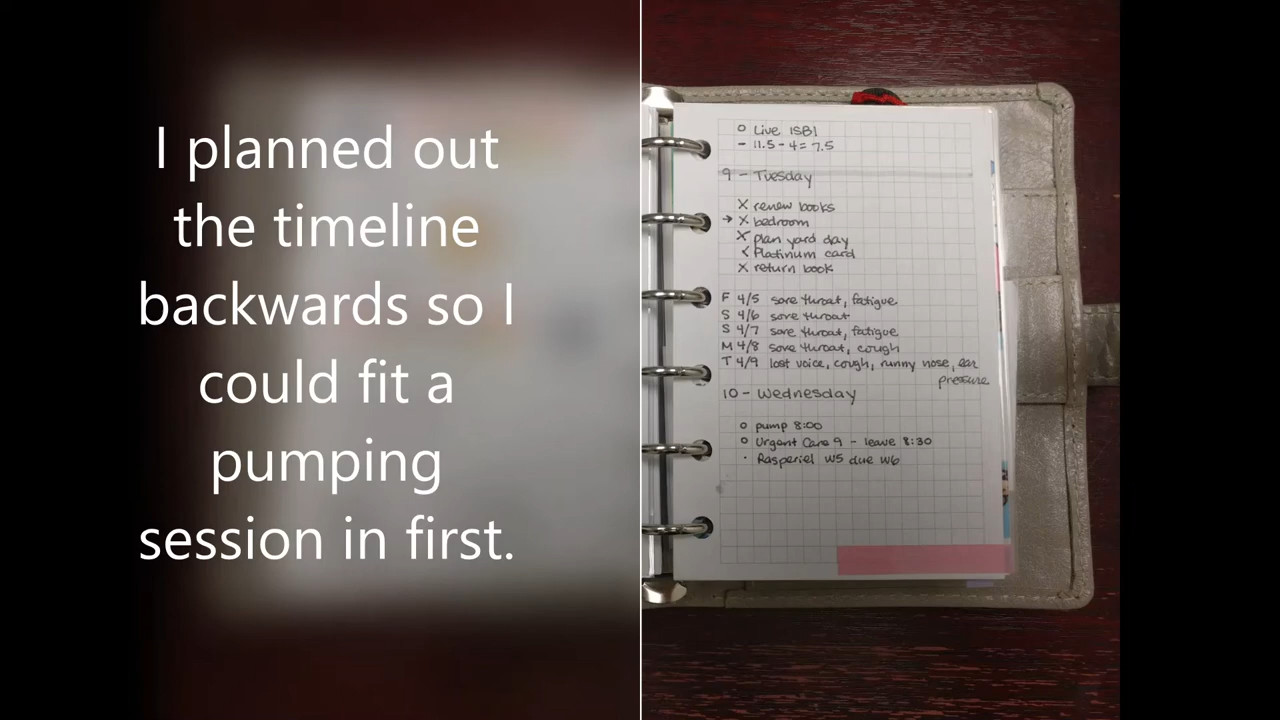 I planned out
the timeline
backwards so I
could fit a
pumping
session in first.
o Live ISBI
- 11.5 - 4 = 7.5
9 - Tuesday
x renew books
→ x bedroom
x plan yard day
< Platinum card
x return book
F 4/5 sore throat, fatigue
S 4/6 sore throat
S 4/7 sore throat, fatigue
M 4/8 sore throat, cough
T 4/9 lost voice, cough, runny nose, ear
pressure
10 - Wednesday
o pump 8:00
o Urgent Care 9 - leave 8:30
· W5 due W6